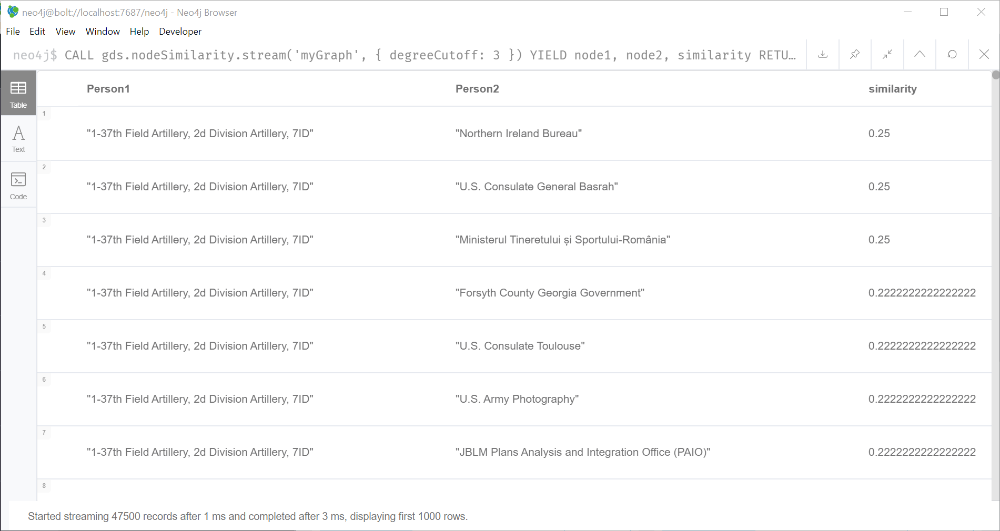 neo4j@bolt://localhost:7687/neo4j - Neo4j Browser
File Edit View Window Help Developer
neo4j$ CALL gds.nodeSimilarity.stream('myGraph', { degreeCutoff: 3 }) YIELD node1, node2, similarity RETU…
Table
Text
Code
Person1 Person2 similarity
1
"1-37th Field Artillery, 2d Division Artillery, 7ID" "Northern Ireland Bureau" 0.25
2
"1-37th Field Artillery, 2d Division Artillery, 7ID" "U.S. Consulate General Basrah" 0.25
3
"1-37th Field Artillery, 2d Division Artillery, 7ID" "Ministerul Tineretului și Sportului-România" 0.25
4
"1-37th Field Artillery, 2d Division Artillery, 7ID" "Forsyth County Georgia Government" 0.2222222222222222
5
"1-37th Field Artillery, 2d Division Artillery, 7ID" "U.S. Consulate Toulouse" 0.2222222222222222
6
"1-37th Field Artillery, 2d Division Artillery, 7ID" "U.S. Army Photography" 0.2222222222222222
7
"1-37th Field Artillery, 2d Division Artillery, 7ID" "JBLM Plans Analysis and Integration Office (PAIO)" 0.2222222222222222
8
Started streaming 47500 records after 1 ms and completed after 3 ms, displaying first 1000 rows.